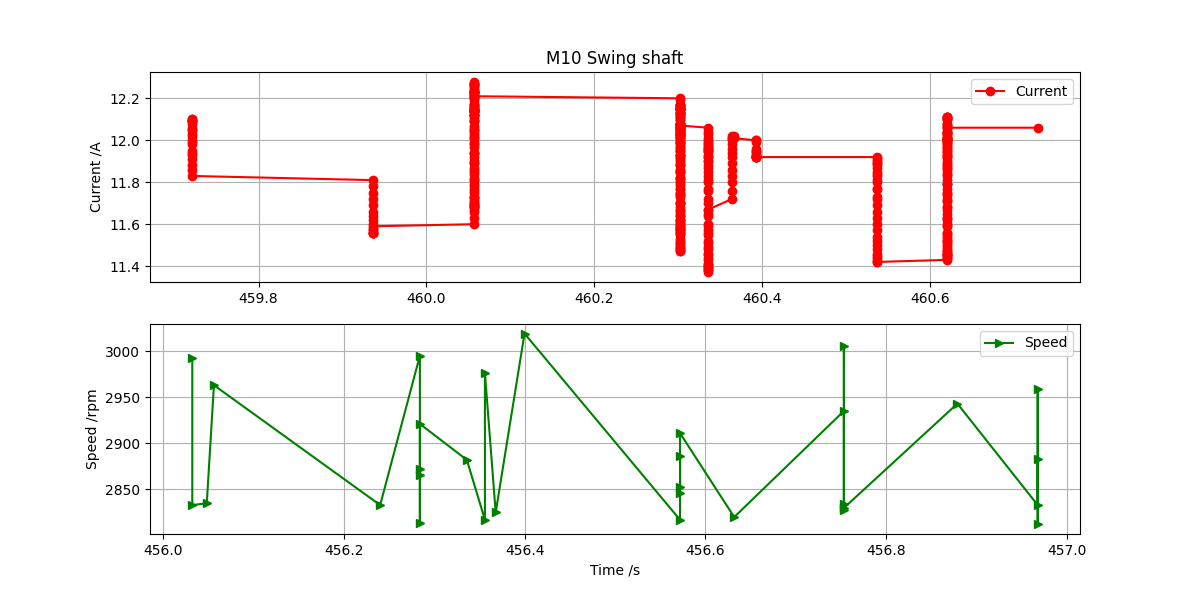 M10 Swing shaft
Current /A
12.2
12.0
11.8
11.6
11.4
Current
459.8 460.0 460.2 460.4 460.6
Speed /rpm
3000
2950
2900
2850
Speed
456.0 456.2 456.4 456.6 456.8 457.0
Time /s